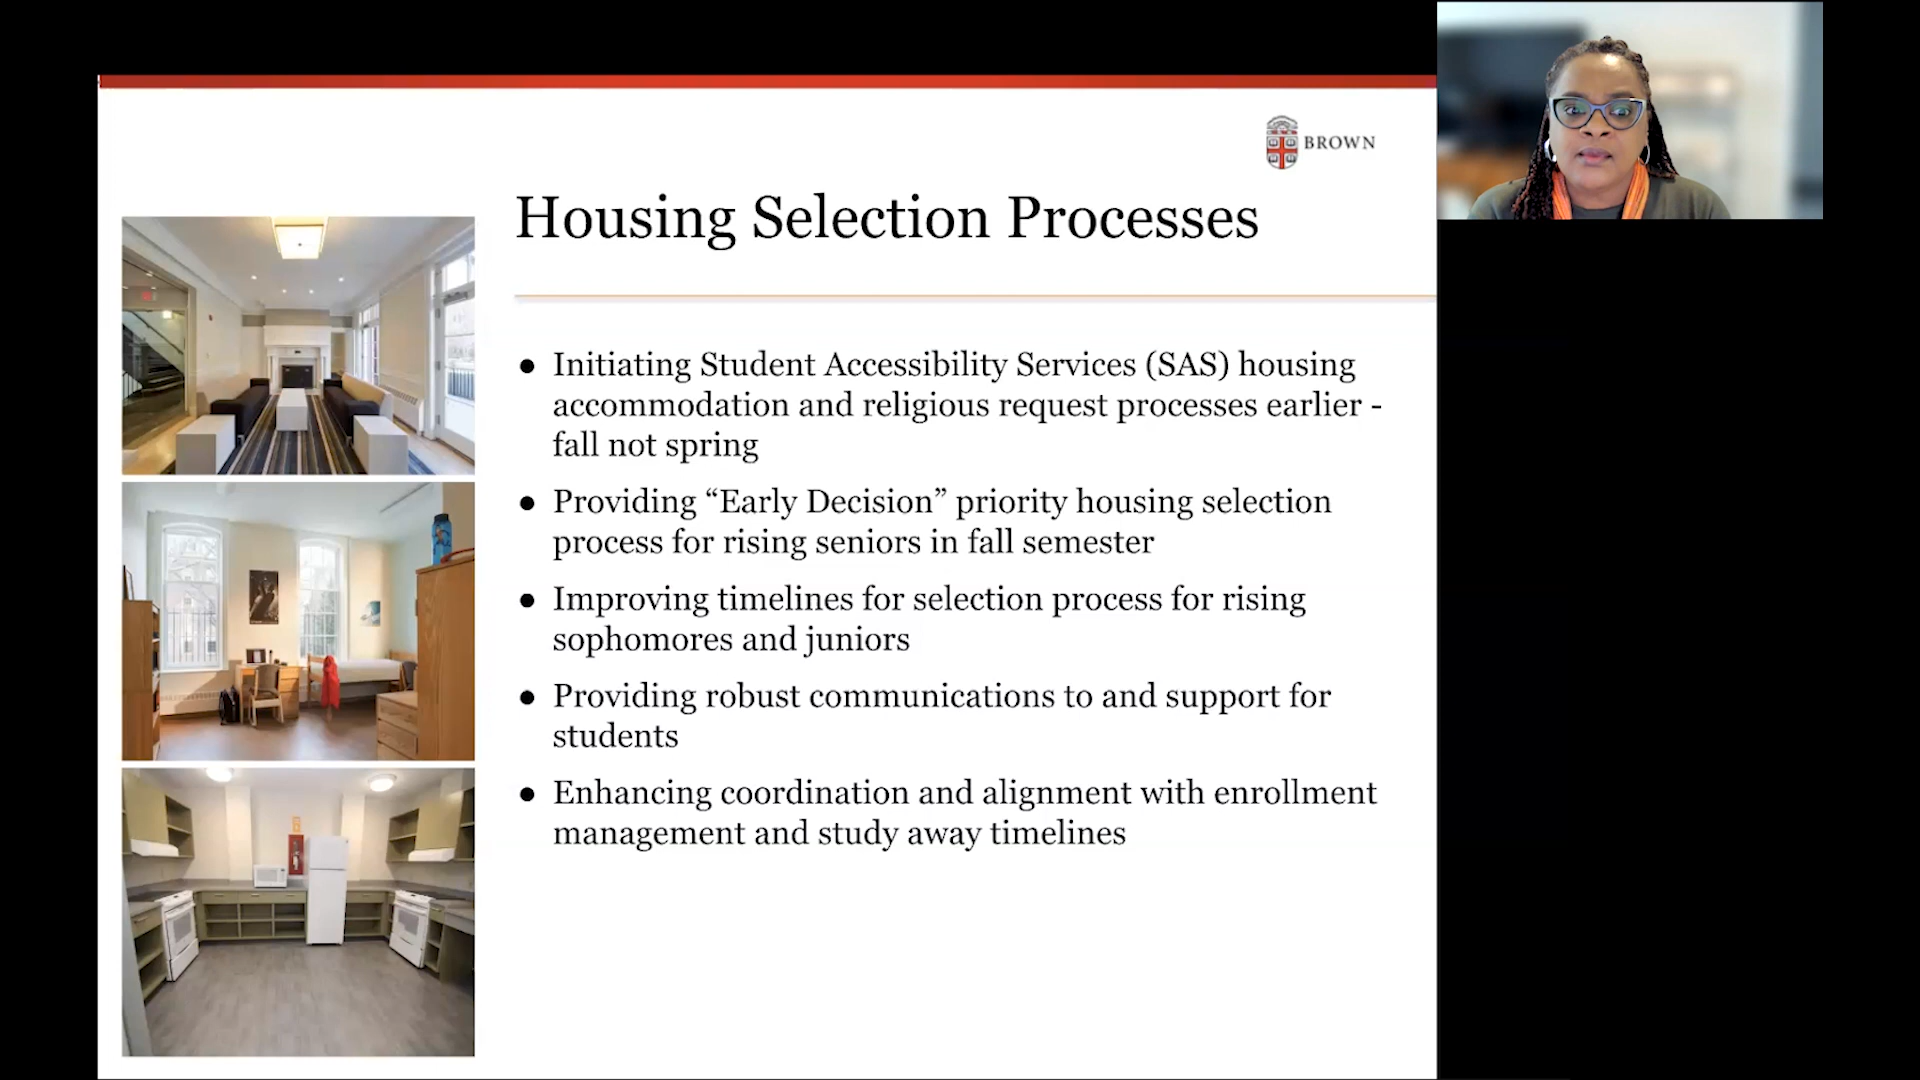 BROWN
Housing Selection Processes
● Initiating Student Accessibility Services (SAS) housing
accommodation and religious request processes earlier -
fall not spring
● Providing “Early Decision” priority housing selection
process for rising seniors in fall semester
● Improving timelines for selection process for rising
sophomores and juniors
● Providing robust communications to and support for
students
● Enhancing coordination and alignment with enrollment
management and study away timelines